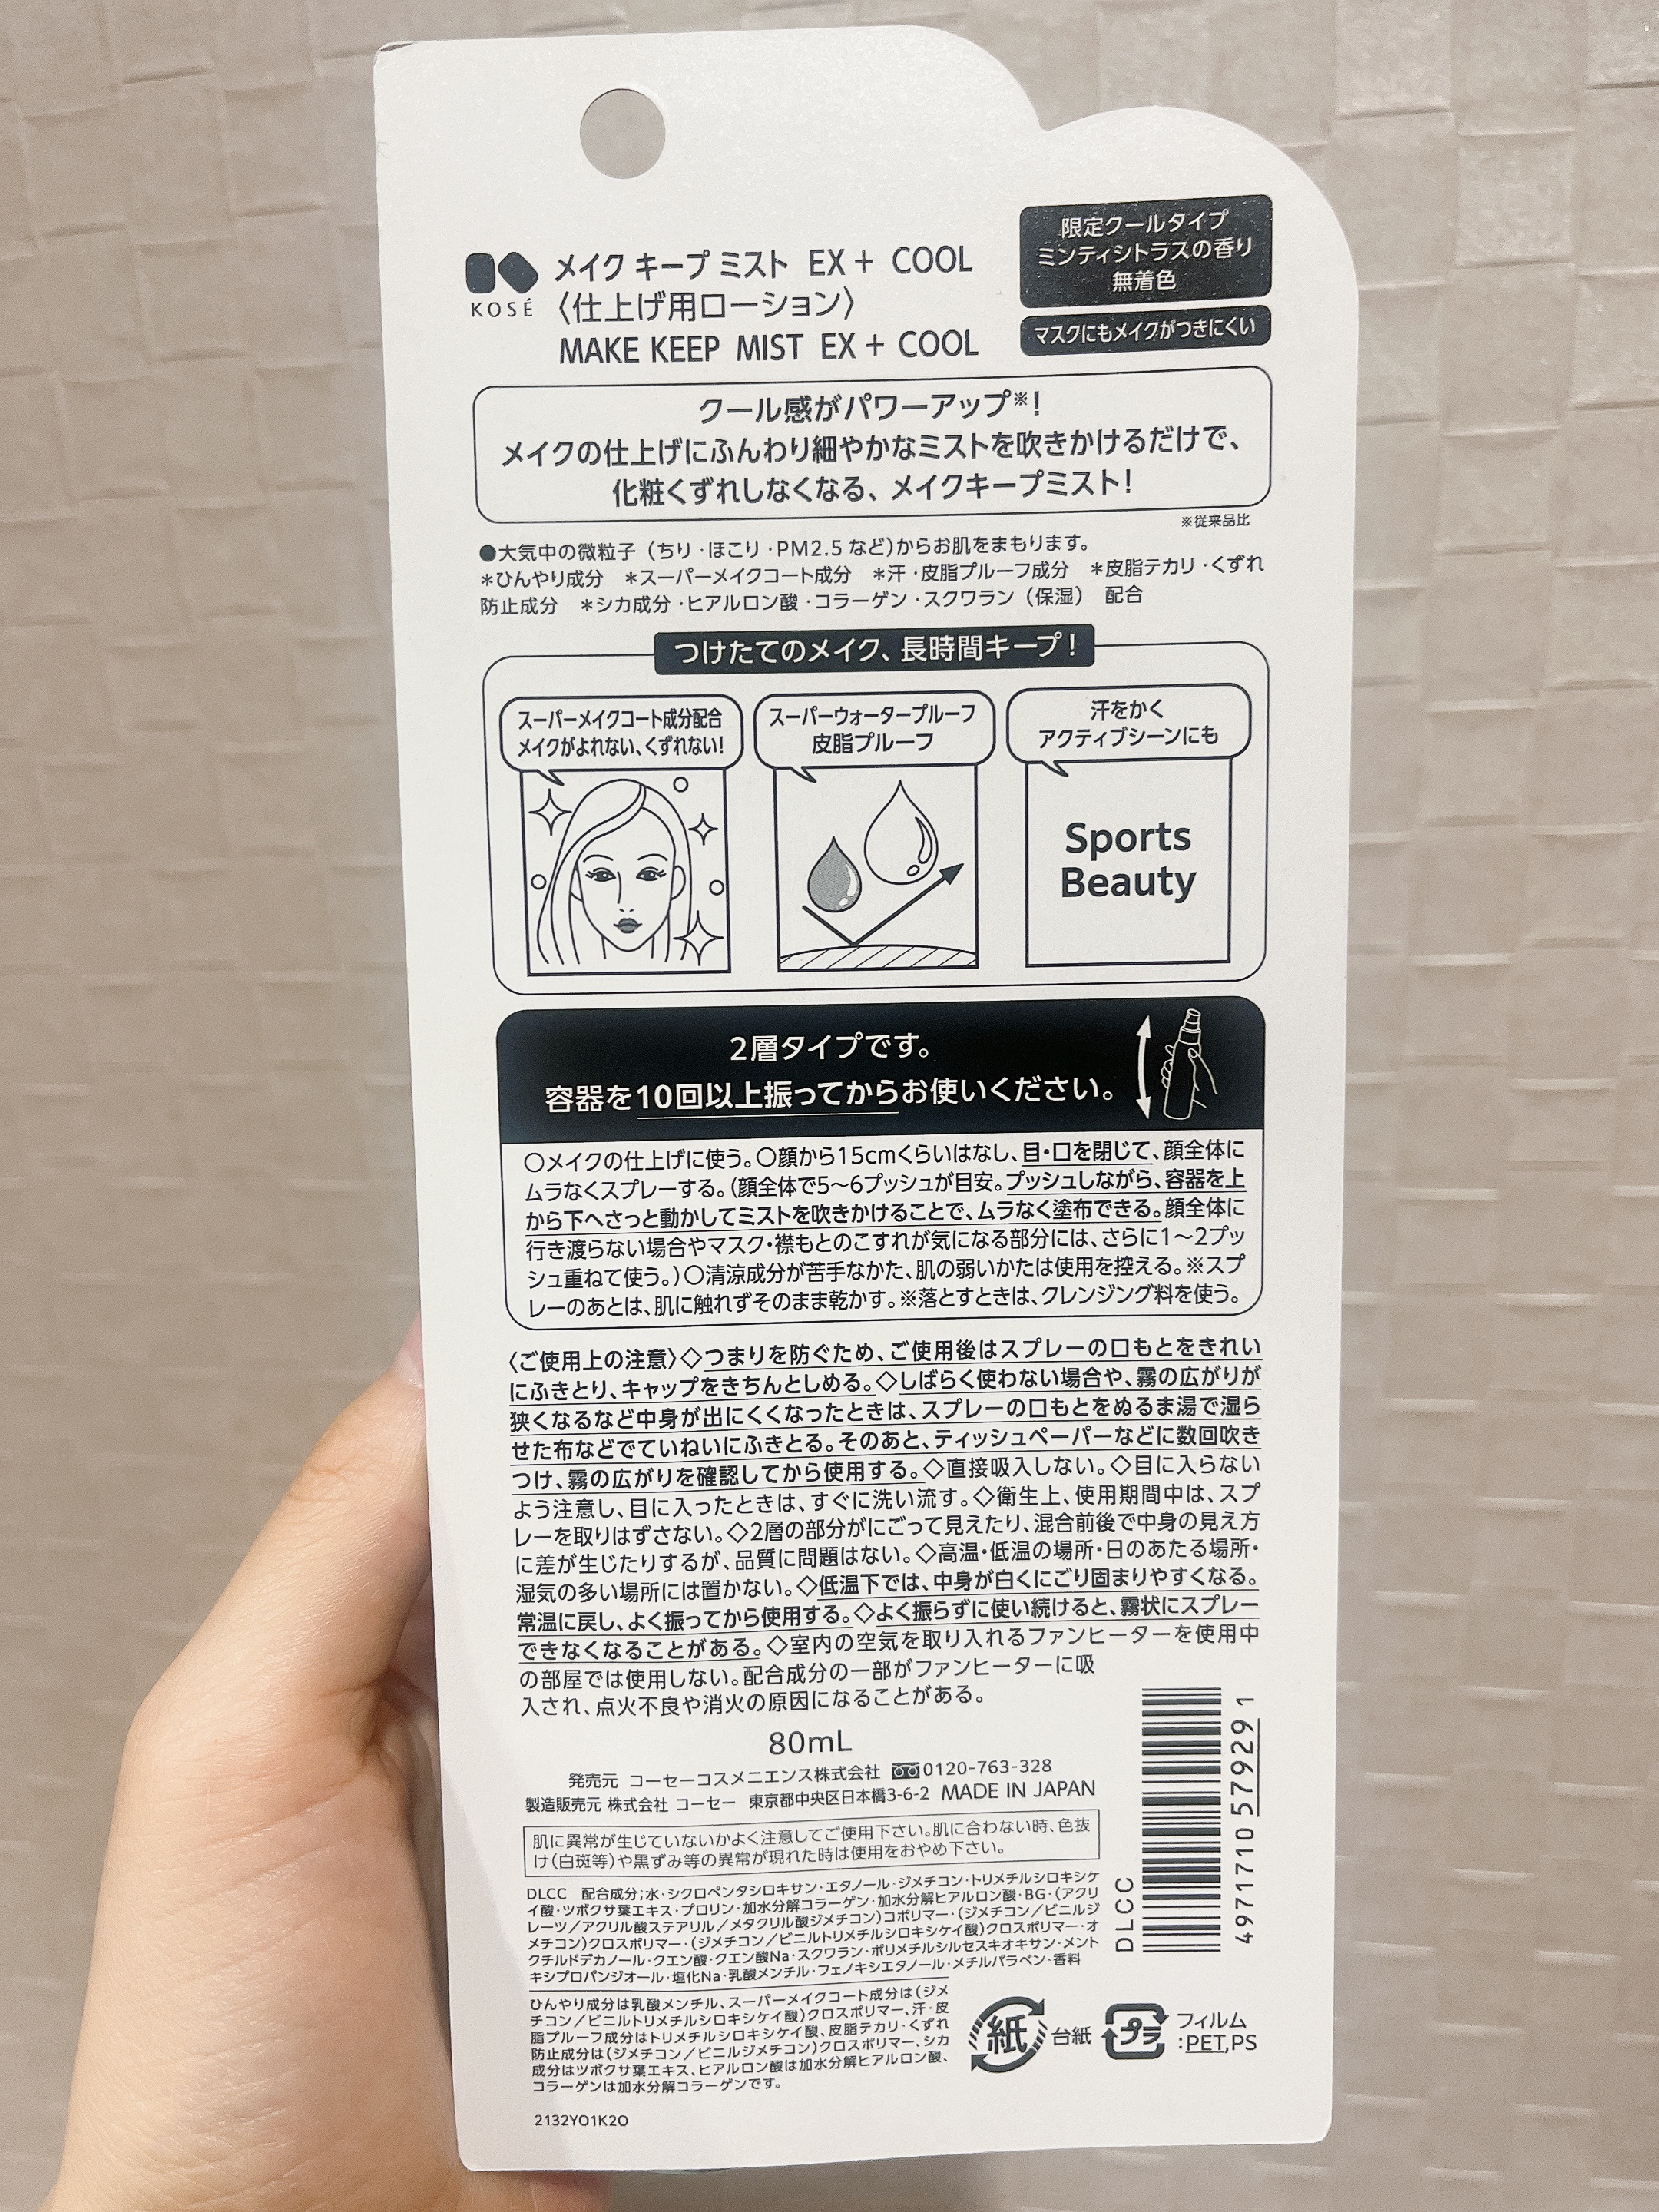 限定クールタイプ
ミンティシトラスの香り
無着色
マスクにもメイクがつきにくい
KOSÉ
メイク キープ ミスト EX + COOL
〈仕上げ用ローション〉
MAKE KEEP MIST EX + COOL
クール感がパワーアップ※!
メイクの仕上げにふんわり細やかなミストを吹きかけるだけで、
化粧くずれしなくなる、メイクキープミスト!
※従来品比
●大気中の微粒子(ちり・ほこり・PM2.5 など)からお肌をまもります。
＊ひんやり成分 ＊スーパーメイクコート成分 ＊汗・皮脂プルーフ成分 ＊皮脂テカリ・くずれ
防止成分 ＊シカ成分・ヒアルロン酸・コラーゲン・スクワラン(保湿) 配合
つけたてのメイク、長時間キープ!
スーパーメイクコート成分配合
メイクがよれない、くずれない!
スーパーウォータープルーフ
皮脂プルーフ
汗をかく
アクティブシーンにも
Sports
Beauty
2層タイプです。
容器を10回以上振ってからお使いください。
○メイクの仕上げに使う。○顔から15cmくらいはなし、目・口を閉じて、顔全体に
ムラなくスプレーする。(顔全体で5〜6プッシュが目安。プッシュしながら、容器を上
から下へさっと動かしてミストを吹きかけることで、ムラなく塗布できる。顔全体に
行き渡らない場合やマスク・襟もとのこすれが気になる部分には、さらに1〜2プッ
シュ重ねて使う。)○清涼成分が苦手なかた、肌の弱いかたは使用を控える。※スプ
レーのあとは、肌に触れずそのまま乾かす。※落とすときは、クレンジング料を使う。
〈ご使用上の注意〉◇つまりを防ぐため、ご使用後はスプレーの口もとをきれい
にふきとり、キャップをきちんとしめる。◇しばらく使わない場合や、霧の広がりが
狭くなるなど中身が出にくくなったときは、スプレーの口もとをぬるま湯で湿ら
せた布などでていねいにふきとる。そのあと、ティッシュペーパーなどに数回吹き
つけ、霧の広がりを確認してから使用する。◇直接吸入しない。◇目に入らない
よう注意し、目に入ったときは、すぐに洗い流す。◇衛生上、使用期間中は、スプ
レーを取りはずさない。◇2層の部分がにごって見えたり、混合前後で中身の見え方
に差が生じたりするが、品質に問題はない。◇高温・低温の場所・日のあたる場所・
湿気の多い場所には置かない。◇低温下では、中身が白くにごり固まりやすくなる。
常温に戻し、よく振ってから使用する。◇よく振らずに使い続けると、霧状にスプレー
できなくなることがある。◇室内の空気を取り入れるファンヒーターを使用中
の部屋では使用しない。配合成分の一部がファンヒーターに吸
入され、点火不良や消火の原因になることがある。
80mL
発売元 コーセーコスメニエンス株式会社 0120-763-328
製造販売元 株式会社 コーセー 東京都中央区日本橋3-6-2 MADE IN JAPAN
肌に異常が生じていないかよく注意してご使用下さい。肌に合わない時、色抜
け(白斑等)や黒ずみ等の異常が現れた時は使用をおやめ下さい。
DLCC 配合成分;水・シクロペンタシロキサン・エタノール・ジメチコン・トリメチルシロキシケ
イ酸・ツボクサ葉エキス・プロリン・加水分解コラーゲン・加水分解ヒアルロン酸・BG・(アクリ
レーツ/アクリル酸ステアリル/メタクリル酸ジメチコン)コポリマー・(ジメチコン/ビニルジ
メチコン)クロスポリマー・(ジメチコン/ビニルトリメチルシロキシケイ酸)クロスポリマー・オ
クチルドデカノール・クエン酸・クエン酸Na・スクワラン・ポリメチルシルセスキオキサン・メント
キシプロパンジオール・塩化Na・乳酸メンチル・フェノキシエタノール・メチルパラベン・香料
ひんやり成分は乳酸メンチル、スーパーメイクコート成分は(ジメ
チコン/ビニルトリメチルシロキシケイ酸)クロスポリマー、汗・皮
脂プルーフ成分はトリメチルシロキシケイ酸、皮脂テカリ・くずれ
防止成分は(ジメチコン/ビニルジメチコン)クロスポリマー、シカ
成分はツボクサ葉エキス、ヒアルロン酸は加水分解ヒアルロン酸、
コラーゲンは加水分解コラーゲンです。
DLCC
4971710 57929 1
紙
台紙
プラ
フィルム
:PET,PS
2132YO1K2O